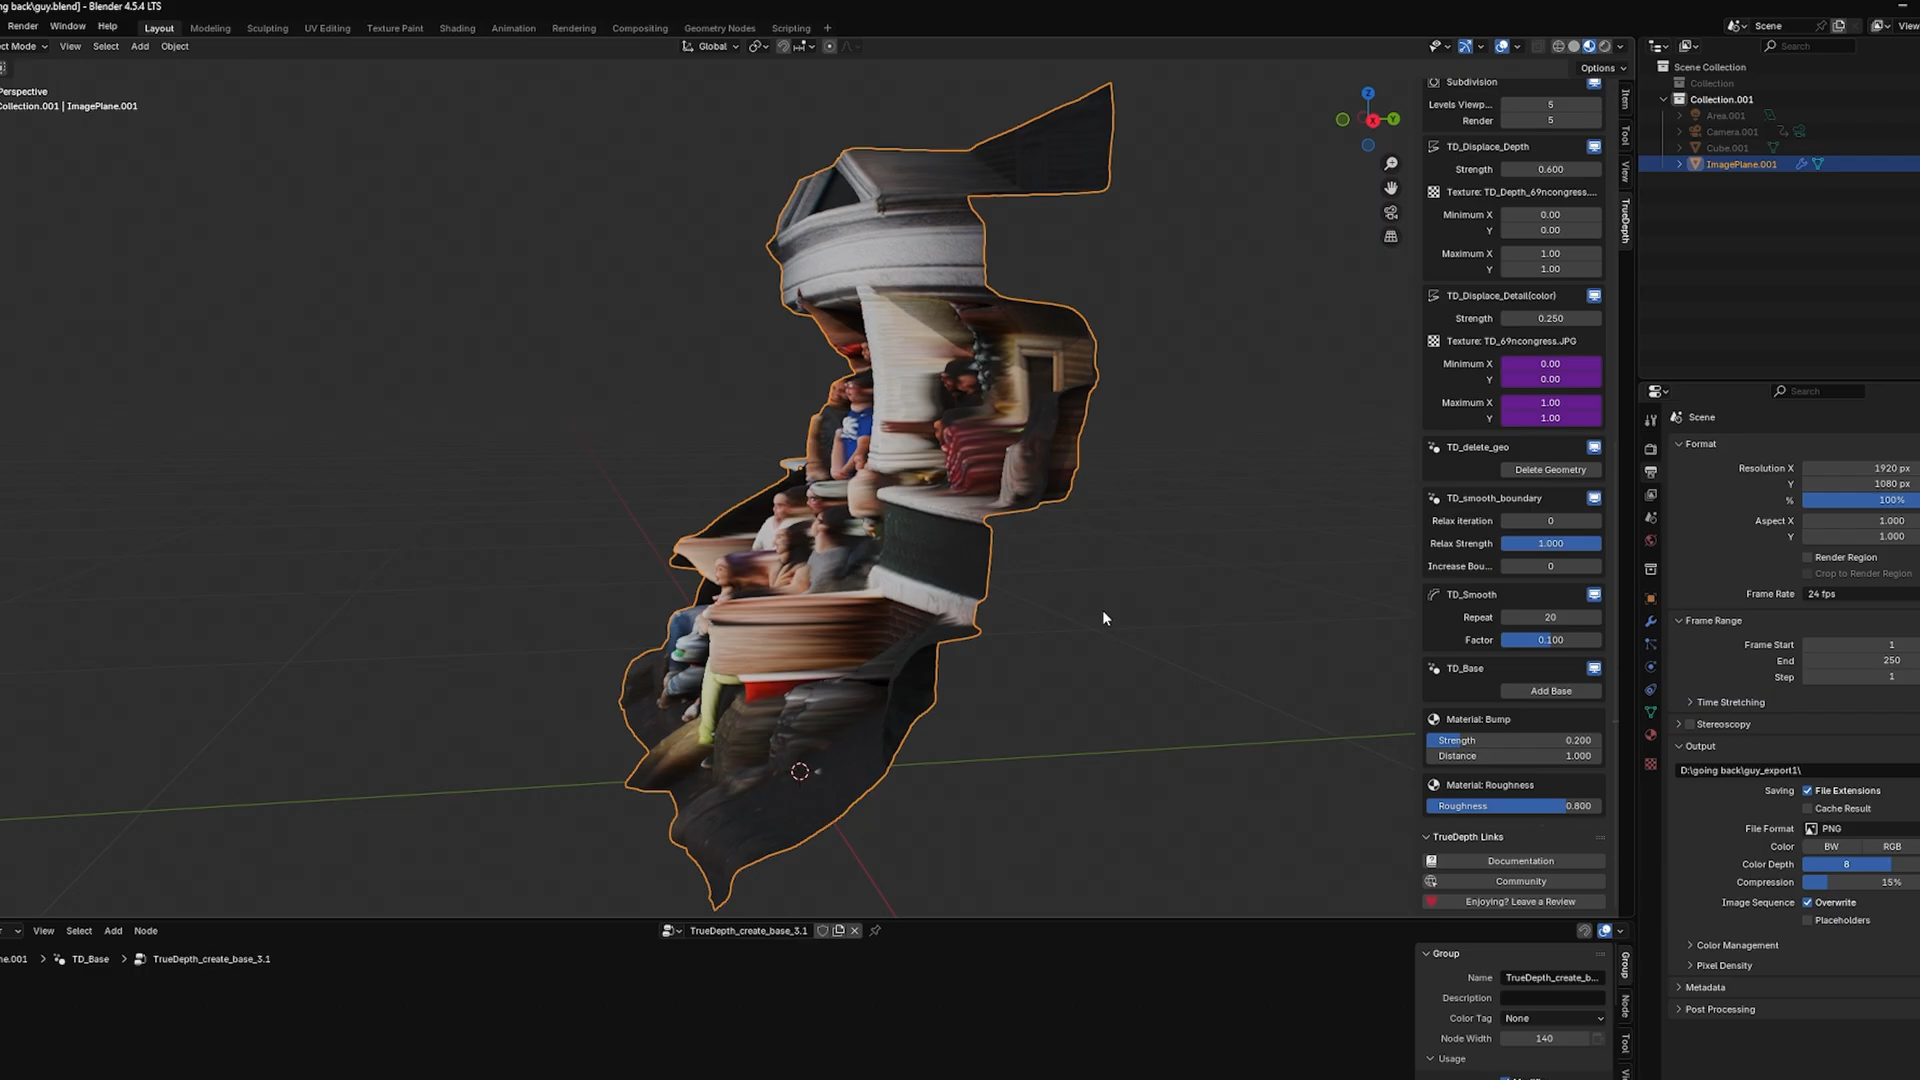 ng back\guy.blend] - Blender 4.5.4 LTS
Render Window Help Layout Modeling Sculpting UV Editing Texture Paint Shading Animation Rendering Compositing Geometry Nodes Scripting + Scene View
ct Mode View Select Add Object Global Search
Options
Perspective
Collection.001 | ImagePlane.001
Z
Y
X
Subdivision
Levels Viewp... 5
Render 5
TD_Displace_Depth
Strength 0.600
Texture: TD_Depth_69ncongress....
Minimum X 0.00
Y 0.00
Maximum X 1.00
Y 1.00
TD_Displace_Detail(color)
Strength 0.250
Texture: TD_69ncongress.JPG
Minimum X 0.00
Y 0.00
Maximum X 1.00
Y 1.00
TD_delete_geo
Delete Geometry
TD_smooth_boundary
Relax iteration 0
Relax Strength 1.000
Increase Bou... 0
TD_Smooth
Repeat 20
Factor 0.100
TD_Base
Add Base
Material: Bump
Strength 0.200
Distance 1.000
Material: Roughness
Roughness 0.800
TrueDepth Links
Documentation
Community
Enjoying? Leave a Review
Item
Tool
View
TrueDepth
Scene Collection
Collection
Collection.001
Area.001
Camera.001
Cube.001
ImagePlane.001
Search
Scene
Format
Resolution X 1920 px
Y 1080 px
% 100%
Aspect X 1.000
Y 1.000
Render Region
Crop to Render Region
Frame Rate 24 fps
Frame Range
Frame Start 1
End 250
Step 1
Time Stretching
Stereoscopy
Output
D:\going back\guy_export1\
Saving File Extensions
Cache Result
File Format PNG
Color BW RGB
Color Depth 8
Compression 15%
Image Sequence Overwrite
Placeholders
Color Management
Pixel Density
Metadata
Post Processing
View Select Add Node TrueDepth_create_base_3.1
ne.001 > TD_Base > TrueDepth_create_base_3.1
Group
Name TrueDepth_create_b...
Description
Color Tag None
Node Width 140
Usage
Group
Node
Tool